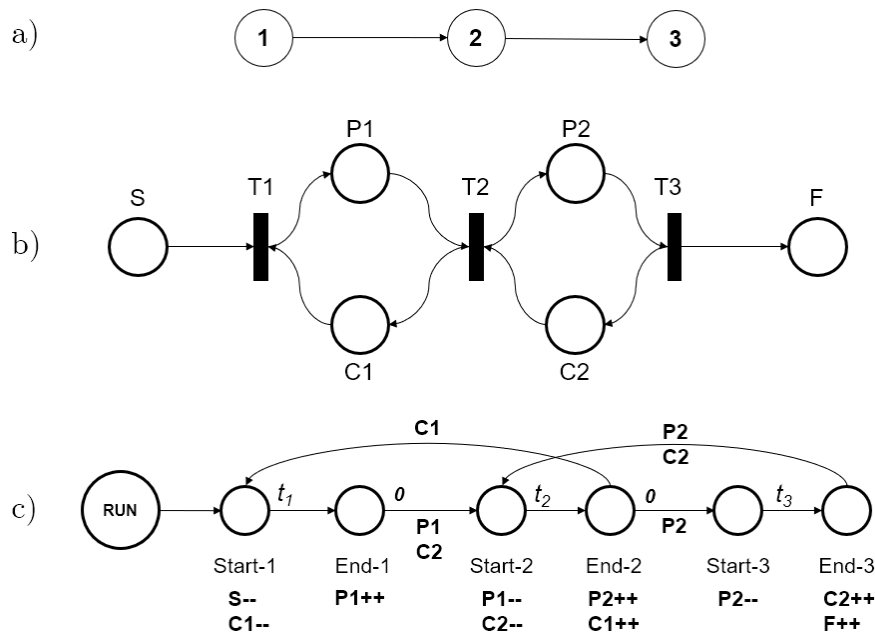 a)
1 2 3
b)
P1 P2
S T1 T2 T3 F
C1 C2
c)
C1 P2
C2
RUN t1 0 t2 0 t3
P1 P2
C2
Start-1 End-1 Start-2 End-2 Start-3 End-3
S-- P1++ P1-- P2++ P2-- C2++
C1-- C2-- C1++ F++